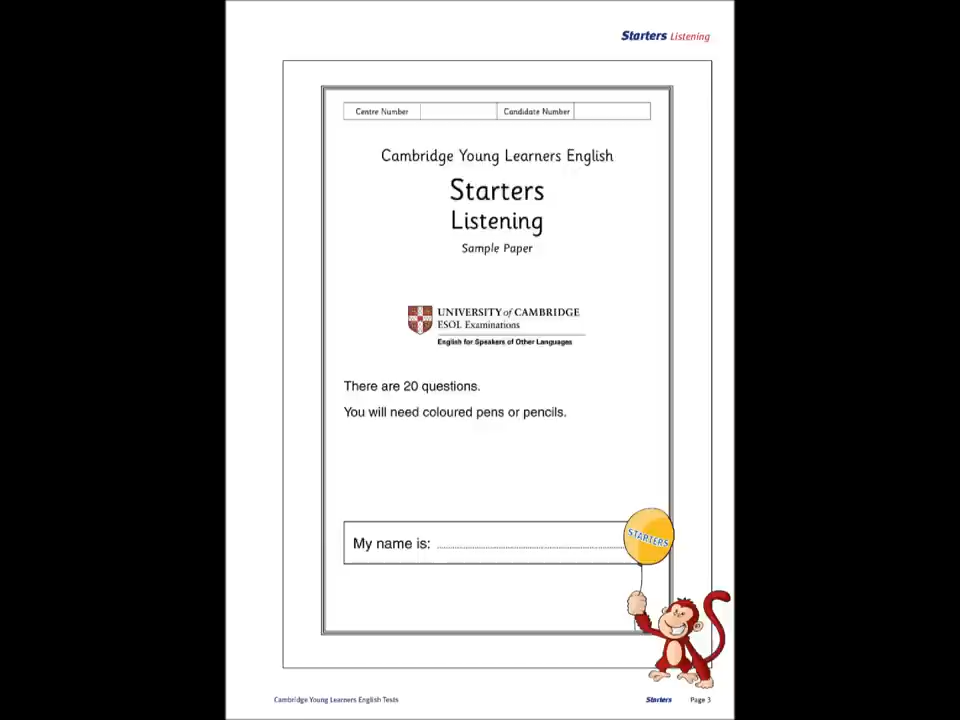 Starters Listening
Centre Number
Candidate Number
Cambridge Young Learners English
Starters
Listening
Sample Paper
UNIVERSITY of CAMBRIDGE
ESOL Examinations
English for Speakers of Other Languages
There are 20 questions.
You will need coloured pens or pencils.
My name is:
STARTERS
Cambridge Young Learners English Tests
Starters Page 3